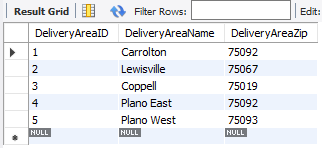 Result Grid Filter Rows: Edit:
DeliveryAreaID DeliveryAreaName DeliveryAreaZip
1 Carrolton 75092
2 Lewisville 75067
3 Coppell 75019
4 Plano East 75092
5 Plano West 75093
NULL NULL NULL